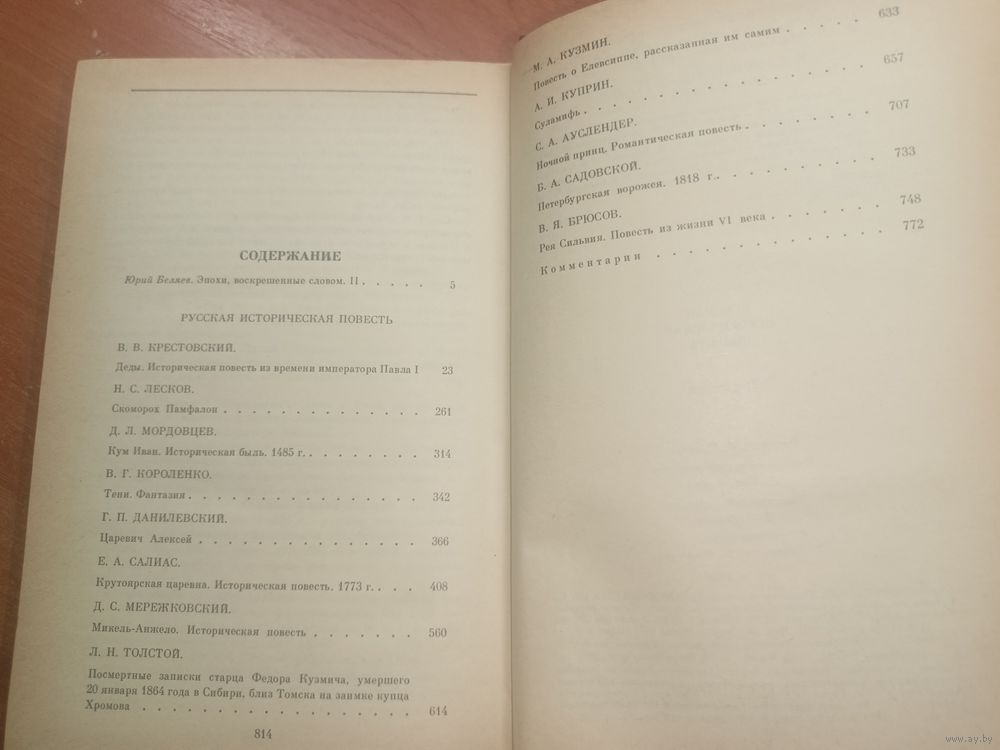 СОДЕРЖАНИЕ
Юрий Беляев. Эпохи, воскрешенные словом. II . . . . . 5
РУССКАЯ ИСТОРИЧЕСКАЯ ПОВЕСТЬ
В. В. КРЕСТОВСКИЙ.
Деды. Историческая повесть из времени императора Павла I 23
Н. С. ЛЕСКОВ.
Скоморох Памфалон . . . . . . . . . . . . . . 261
Д. Л. МОРДОВЦЕВ.
Кум Иван. Историческая быль. 1485 г. . . . . . . . . 314
В. Г. КОРОЛЕНКО.
Тени. Фантазия . . . . . . . . . . . . . . . . 342
Г. П. ДАНИЛЕВСКИЙ.
Царевич Алексей . . . . . . . . . . . . . . . 366
Е. А. САЛИАС.
Крутоярская царевна. Историческая повесть. 1773 г. . . . 408
Д. С. МЕРЕЖКОВСКИЙ.
Микель-Анжело. Историческая повесть . . . . . . . 560
Л. Н. ТОЛСТОЙ.
Посмертные записки старца Федора Кузмича, умершего
20 января 1864 года в Сибири, близ Томска на заимке купца
Хромова . . . . . . . . . . . . . . . . . . 614
814
М. А. КУЗМИН.
Повесть о Елевсиппе, рассказанная им самим . . . . . 633
А. И. КУПРИН.
Суламифь . . . . . . . . . . . . . . . . . 657
С. А. АУСЛЕНДЕР.
Ночной принц. Романтическая повесть . . . . . . . . 707
Б. А. САДОВСКОЙ.
Петербургская ворожея. 1818 г. . . . . . . . . . . 733
В. Я. БРЮСОВ.
Рея Сильвия. Повесть из жизни VI века . . . . . . . 748
Комментарии . . . . . . . . . . . . 772
www.ay.by